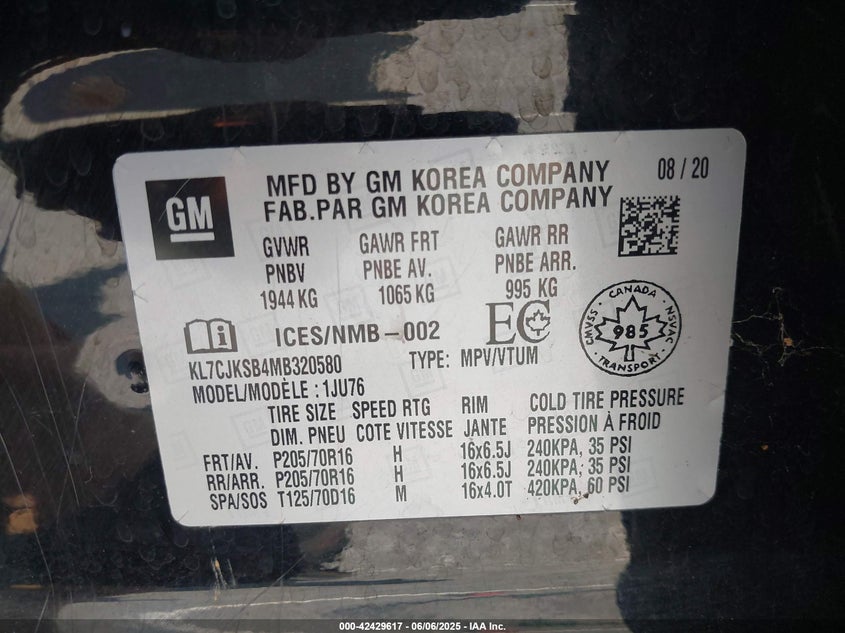 GM
MFD BY GM KOREA COMPANY
FAB.PAR GM KOREA COMPANY
08 / 20
GVWR GAWR FRT GAWR RR
PNBV PNBE AV. PNBE ARR.
1944 KG 1065 KG 995 KG
ICES/NMB-002
EC
CANADA
CMVSS 985 NSVAC
TRANSPORT
KL7CJKSB4MB320580 TYPE: MPV/VTUM
MODEL/MODÈLE : 1JU76
TIRE SIZE SPEED RTG RIM COLD TIRE PRESSURE
DIM. PNEU COTE VITESSE JANTE PRESSION À FROID
FRT/AV. P205/70R16 H 16x6.5J 240KPA, 35 PSI
RR/ARR. P205/70R16 H 16x6.5J 240KPA, 35 PSI
SPA/SOS T125/70D16 M 16x4.0T 420KPA, 60 PSI
000-42429617 - 06/06/2025 - IAA Inc.